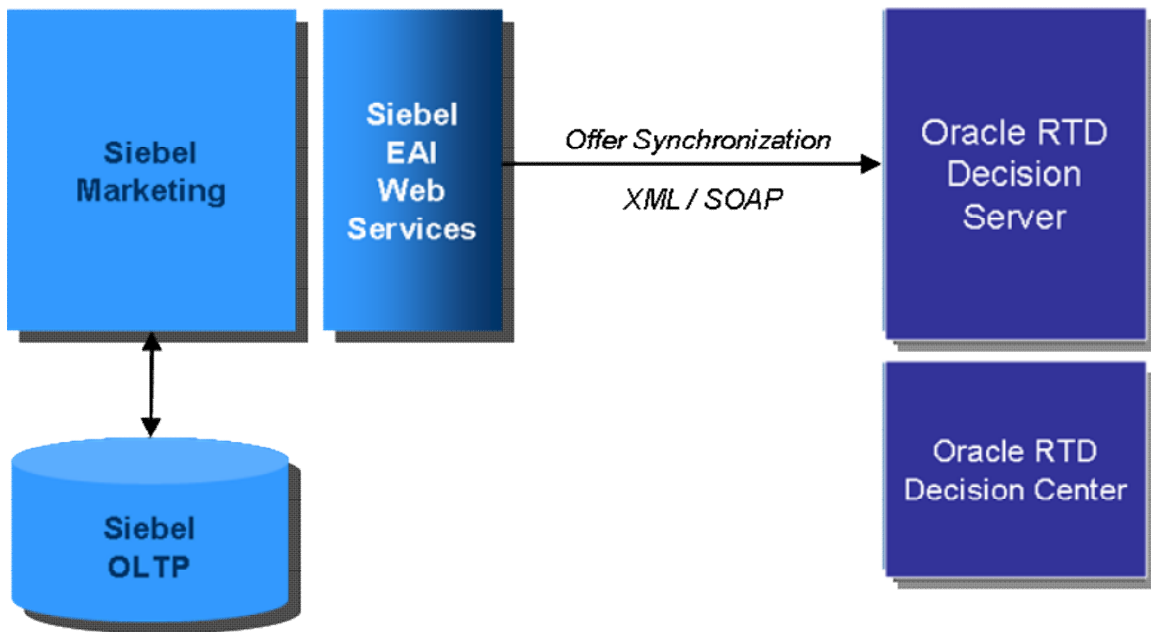 Siebel
Marketing
Siebel
EAI
Web
Services
Offer Synchronization
XML / SOAP
Oracle RTD
Decision
Server
Siebel
OLTP
Oracle RTD
Decision Center